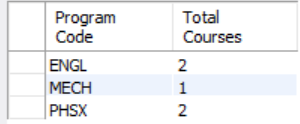 Program Code Total Courses
ENGL 2
MECH 1
PHSX 2